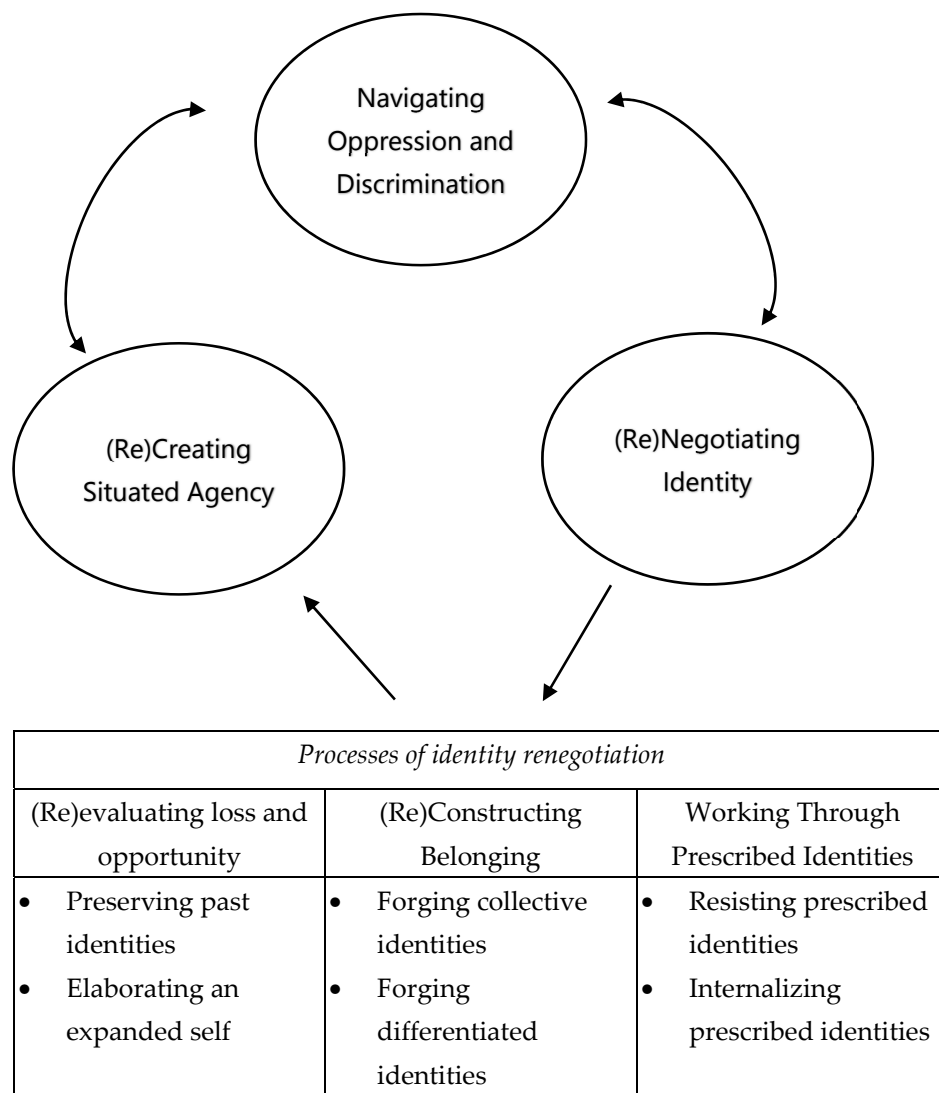 Navigating
Oppression and
Discrimination
(Re)Creating
Situated Agency
(Re)Negotiating
Identity
Processes of identity renegotiation
(Re)evaluating loss and
opportunity
(Re)Constructing
Belonging
Working Through
Prescribed Identities
• Preserving past
identities
• Elaborating an
expanded self
• Forging collective
identities
• Forging
differentiated
identities
• Resisting prescribed
identities
• Internalizing
prescribed identities